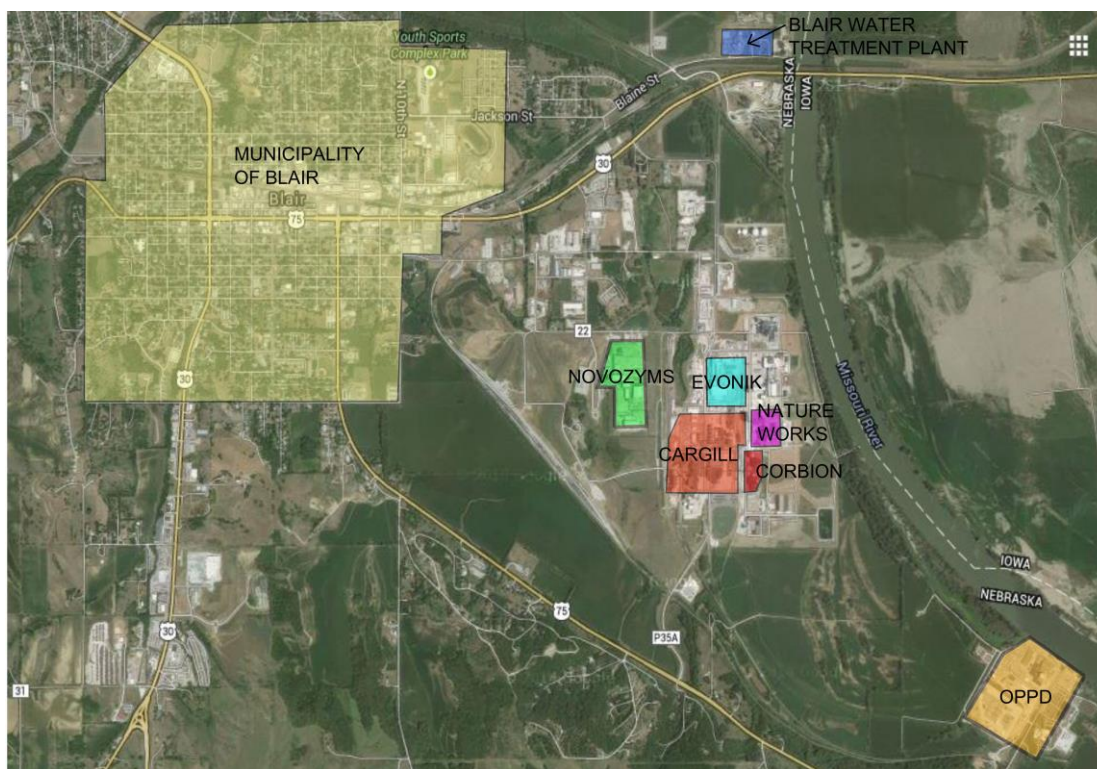 BLAIR WATER
TREATMENT PLANT
Youth Sports
Complex Park
N 10th St
Jackson St
Blaine St
NEBRASKA
IOWA
30
MUNICIPALITY
OF BLAIR
Blair
75
22
NOVOZYMS
EVONIK
NATURE
WORKS
CARGILL
CORBION
Missouri River
30
IOWA
NEBRASKA
75
30
P35A
31
OPPD